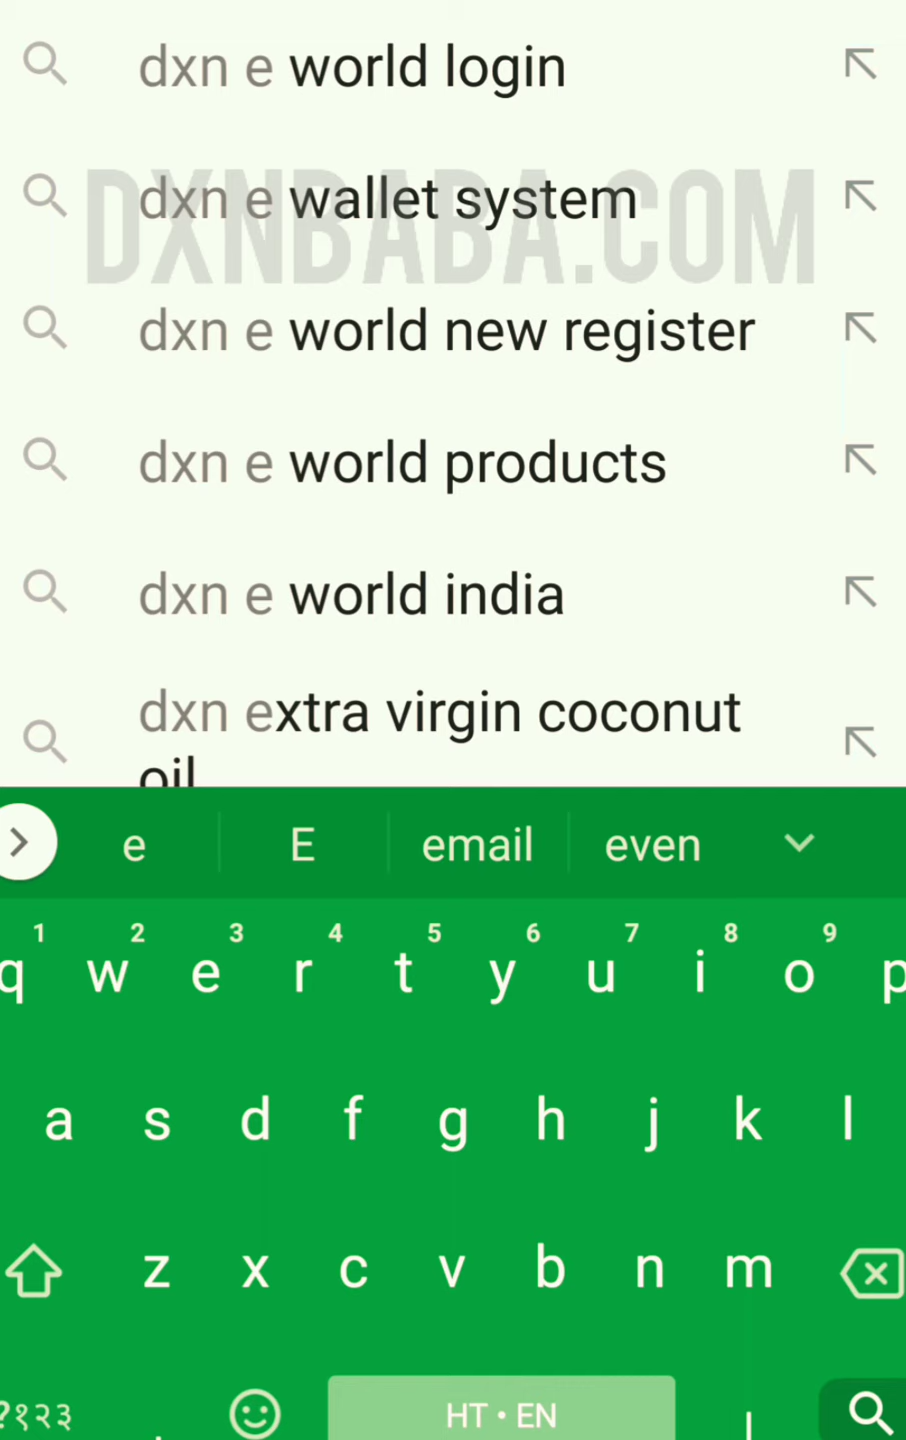 dxn e world login
dxn e wallet system
DXNBABA.COM
dxn e world new register
dxn e world products
dxn e world india
dxn extra virgin coconut
oil
e E email even
1 2 3 4 5 6 7 8 9
q w e r t y u i o p
a s d f g h j k l
z x c v b n m
?१२३ , HT • EN |